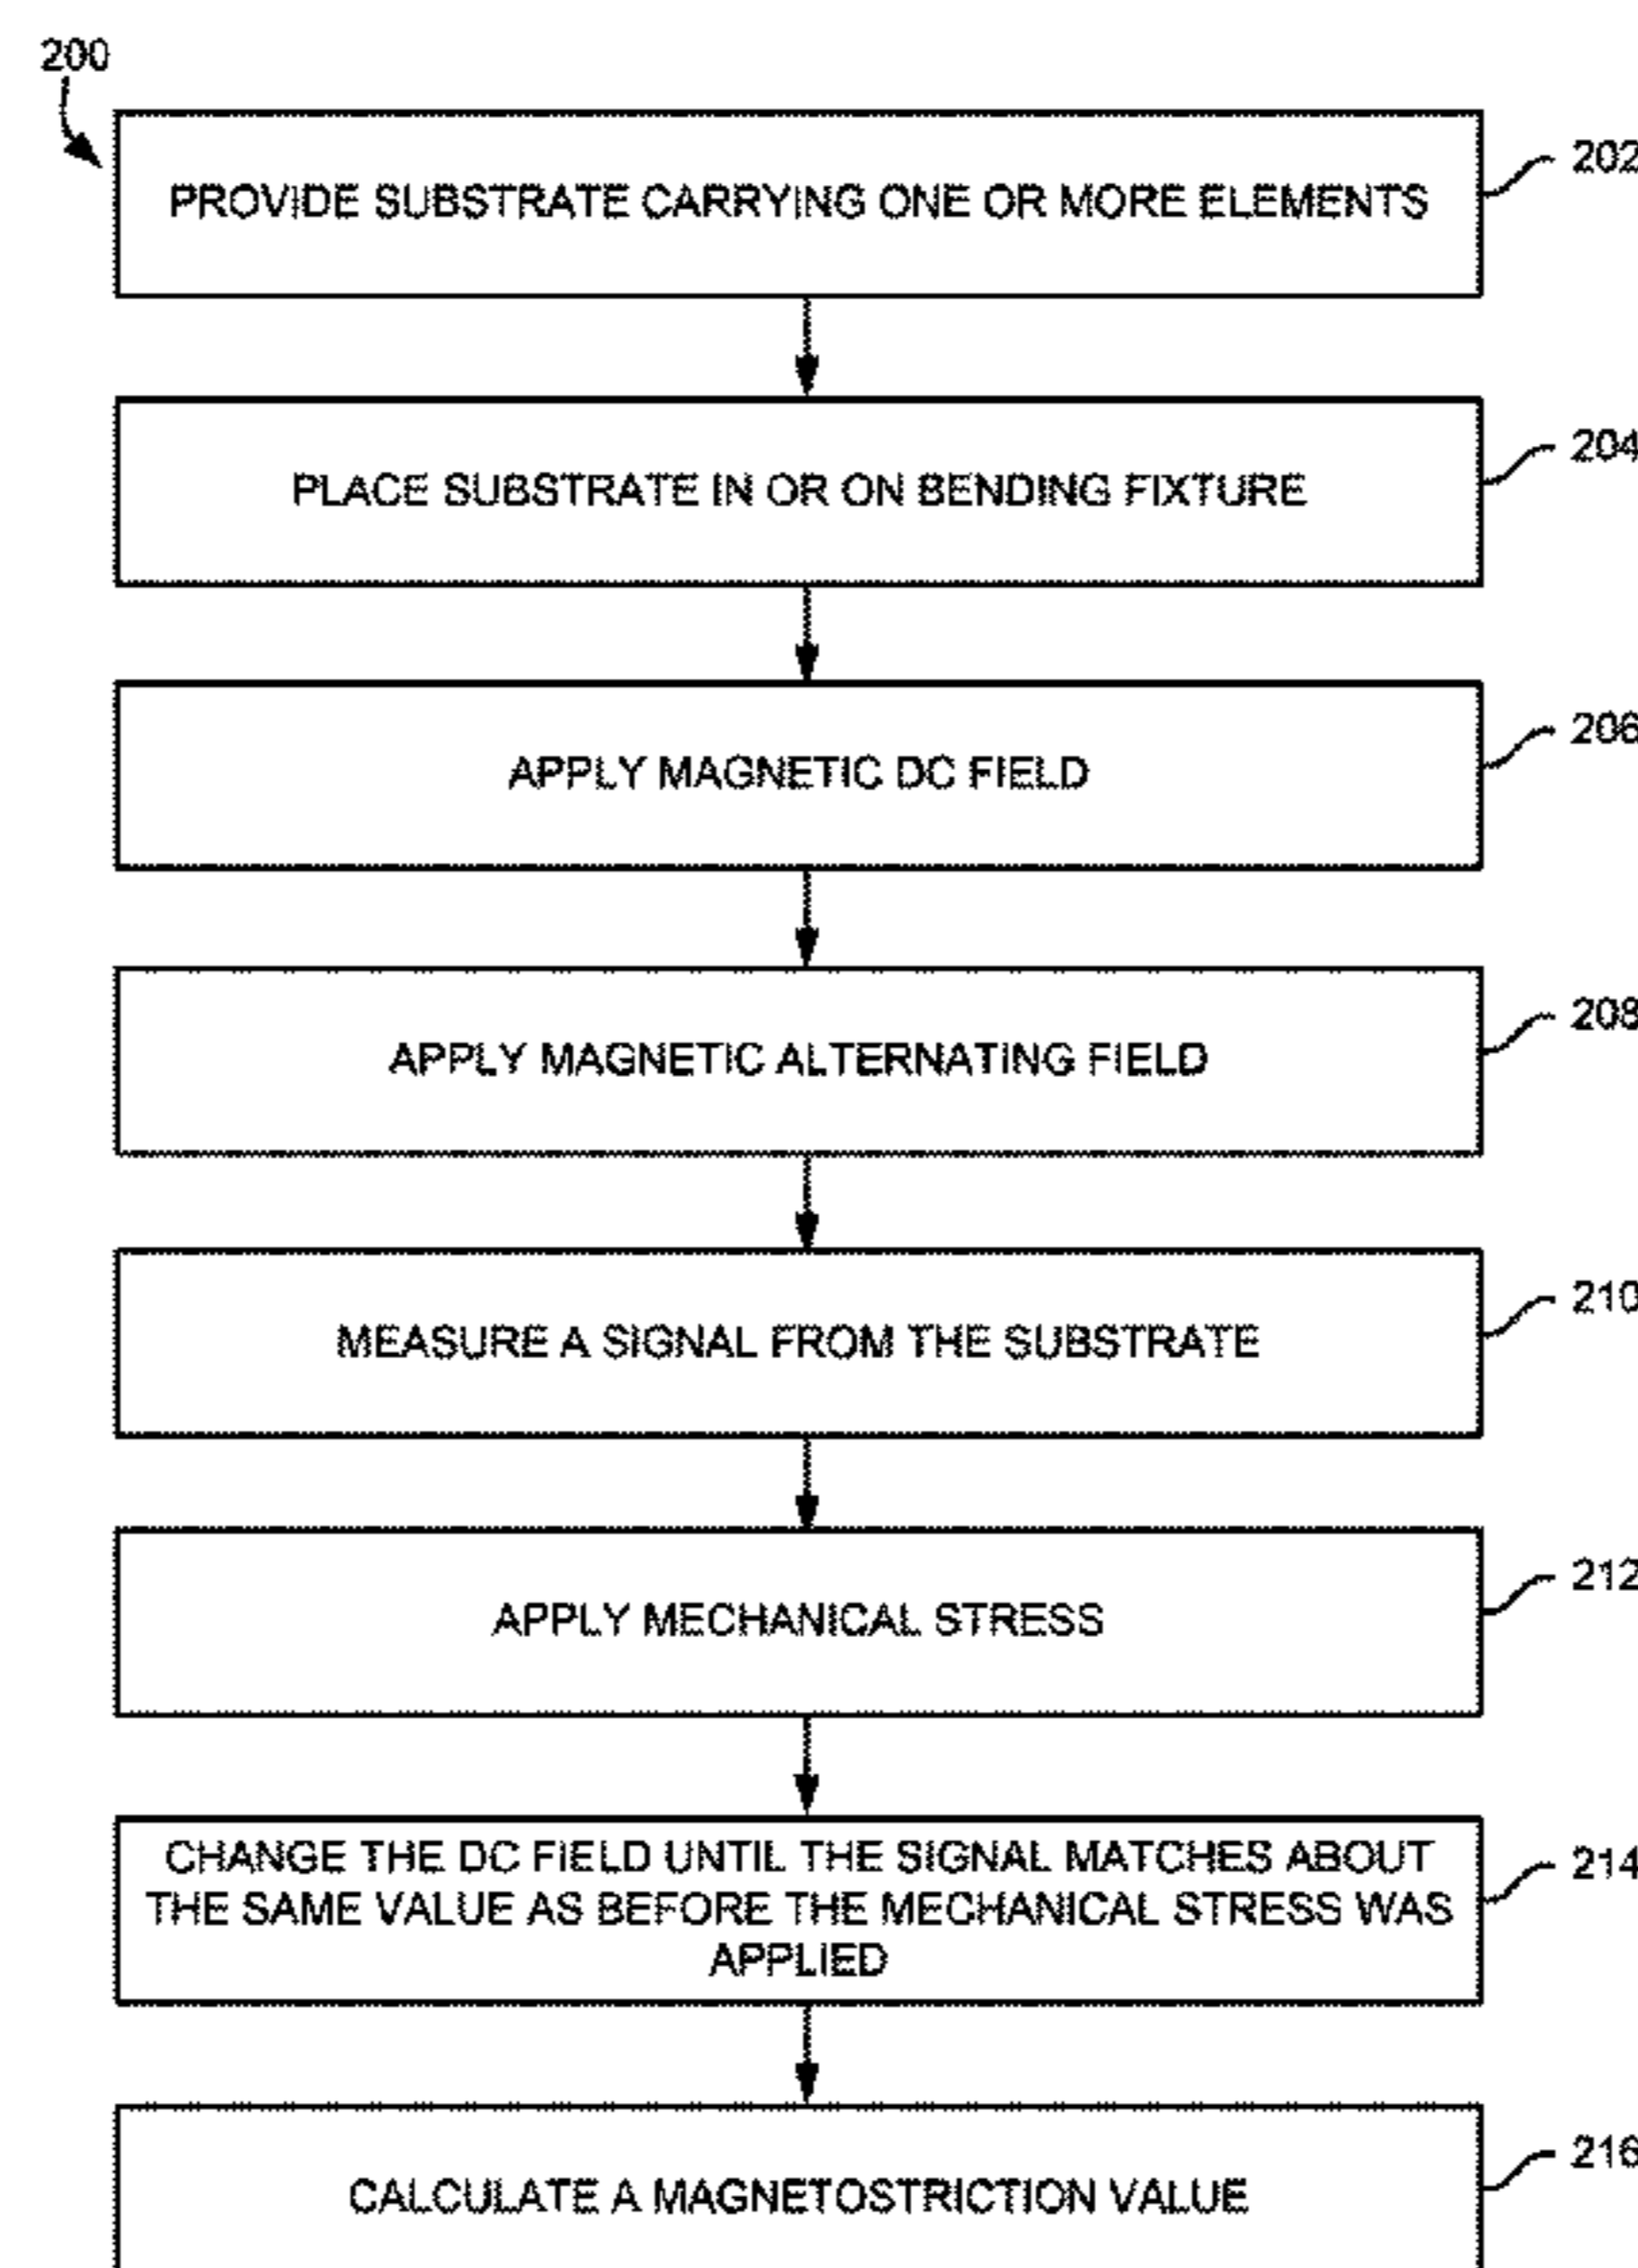 200
PROVIDE SUBSTRATE CARRYING ONE OR MORE ELEMENTS
202
PLACE SUBSTRATE IN OR ON BENDING FIXTURE
204
APPLY MAGNETIC DC FIELD
206
APPLY MAGNETIC ALTERNATING FIELD
208
MEASURE A SIGNAL FROM THE SUBSTRATE
210
APPLY MECHANICAL STRESS
212
CHANGE THE DC FIELD UNTIL THE SIGNAL MATCHES ABOUT
THE SAME VALUE AS BEFORE THE MECHANICAL STRESS WAS
APPLIED
214
CALCULATE A MAGNETOSTRICTION VALUE
216